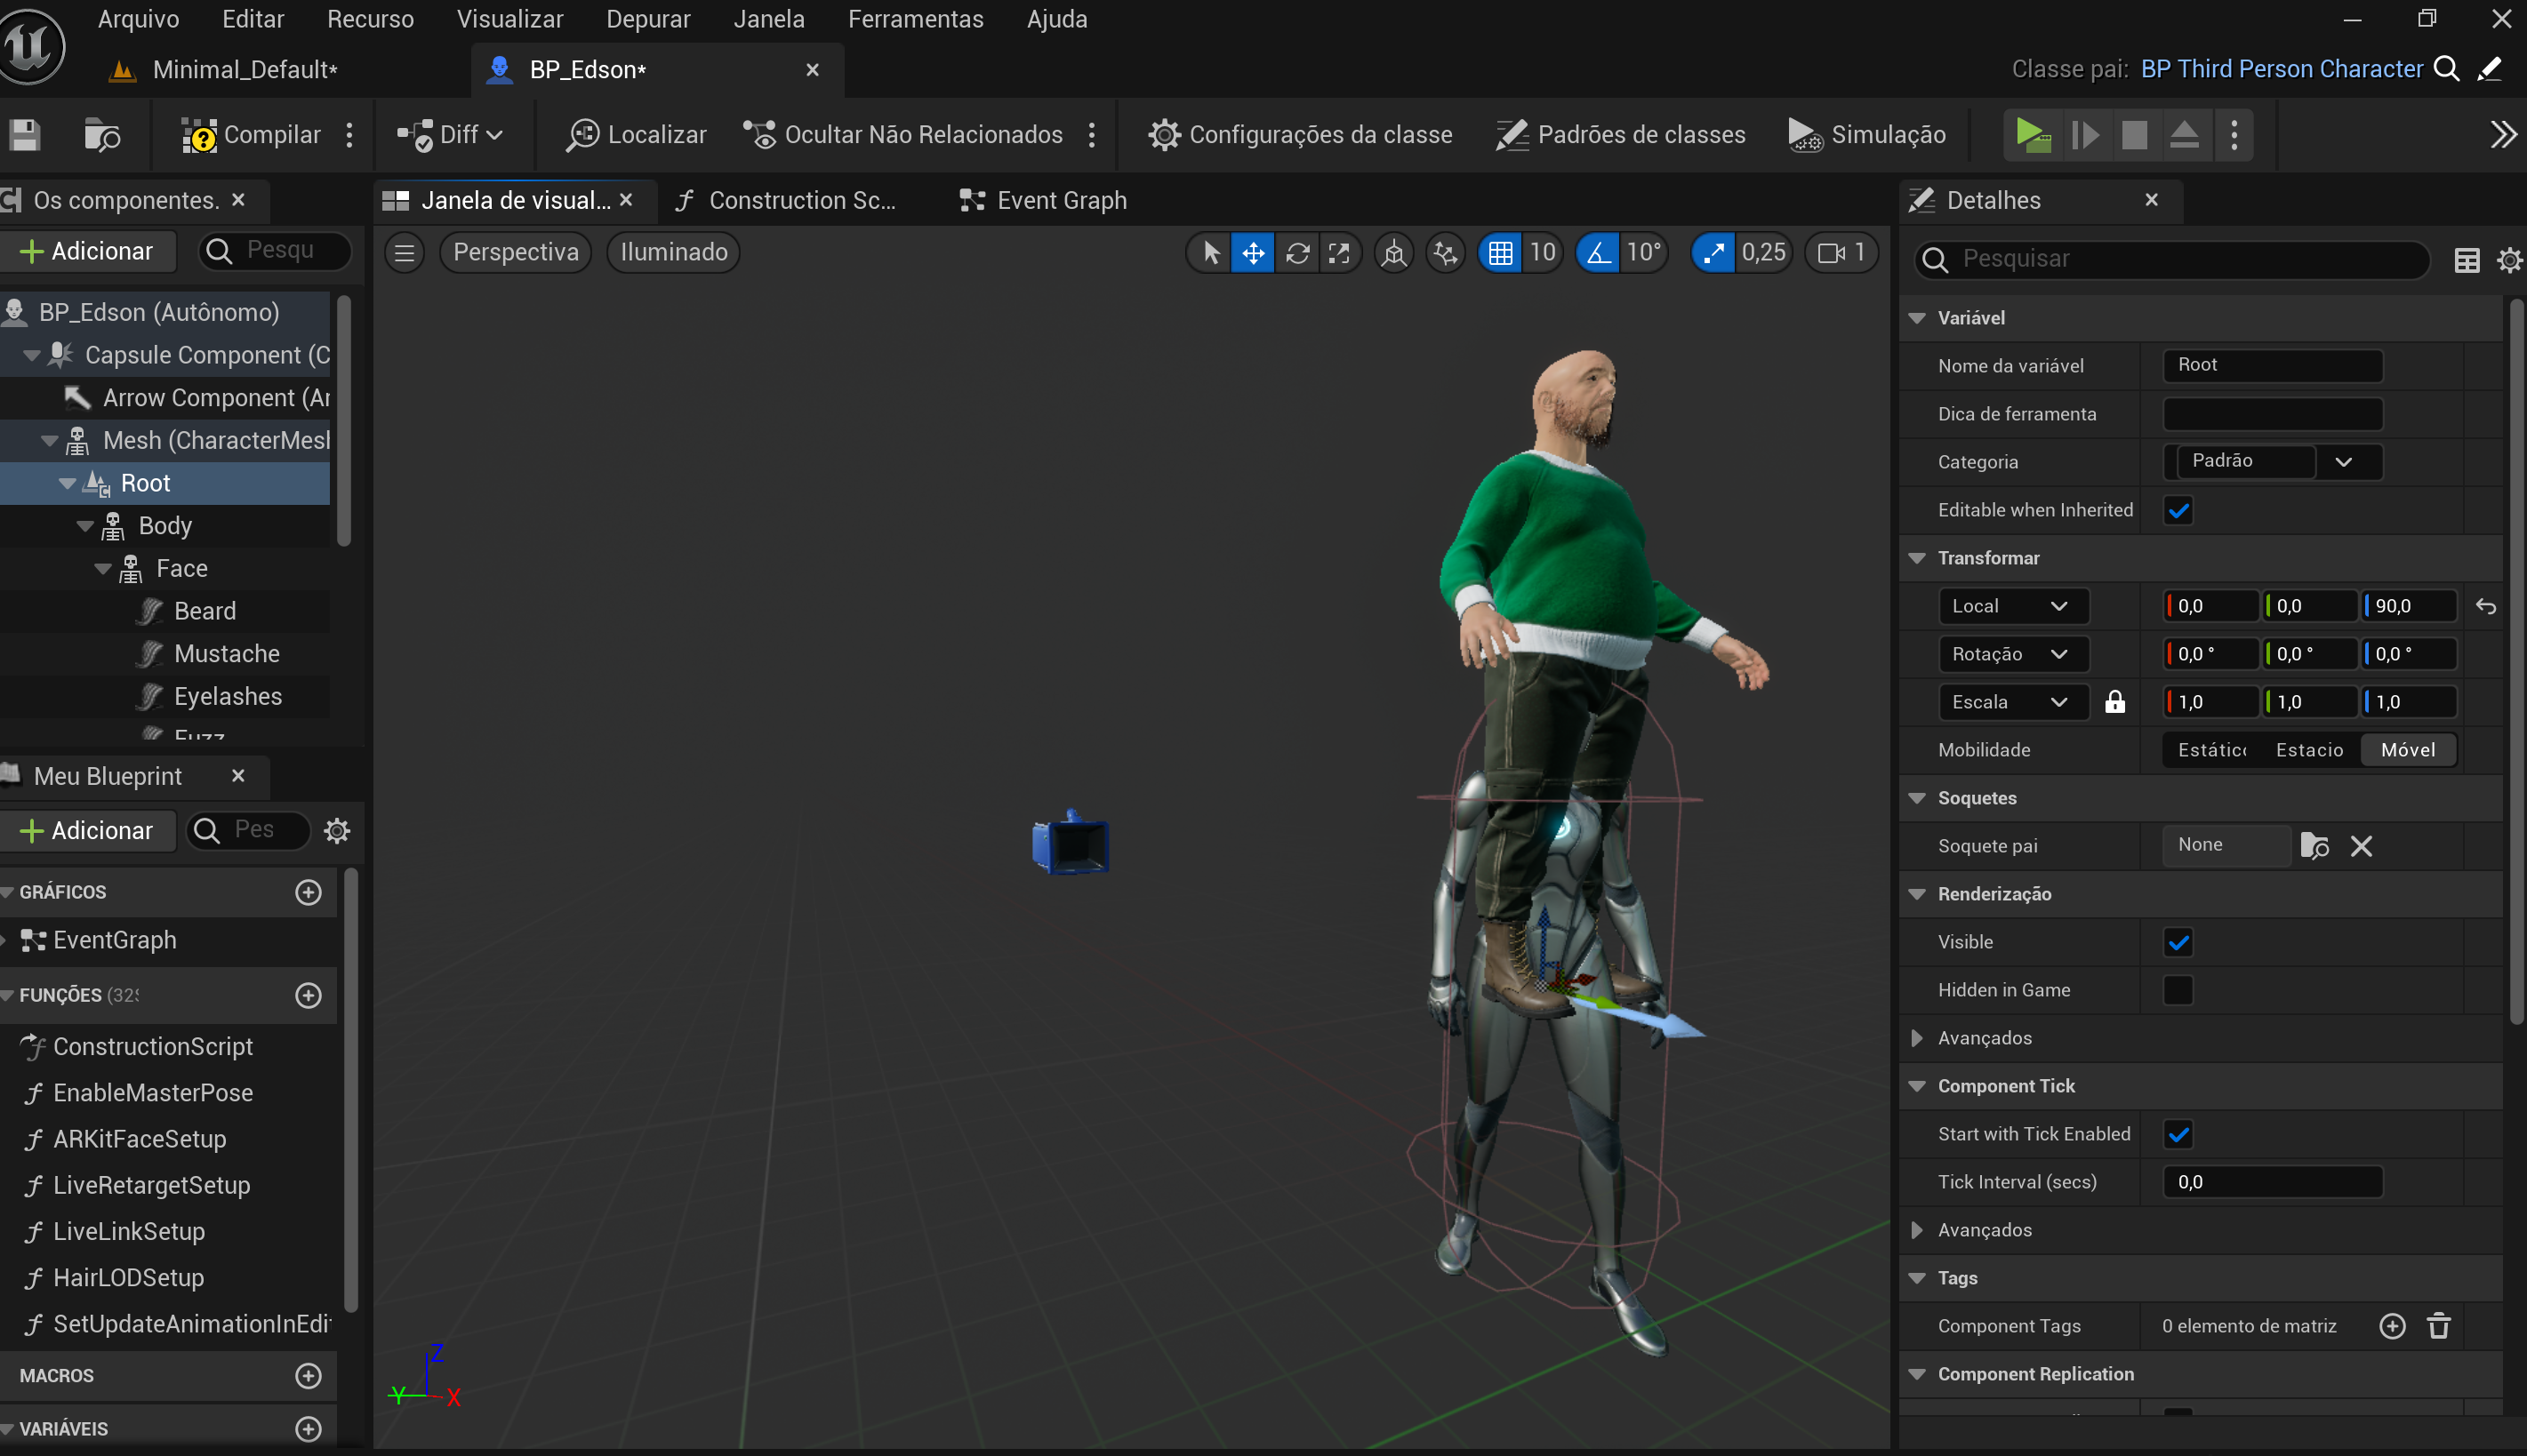 Arquivo Editar Recurso Visualizar Depurar Janela Ferramentas Ajuda
Minimal_Default* BP_Edson* Classe pai: BP Third Person Character
Compilar Diff Localizar Ocultar Não Relacionados Configurações da classe Padrões de classes Simulação
Os componentes.
Adicionar Pesqu
BP_Edson (Autônomo)
Capsule Component (C
Arrow Component (Ar
Mesh (CharacterMesh
Root
Body
Face
Beard
Mustache
Eyelashes
Fuzz
Meu Blueprint
Adicionar Pes
GRÁFICOS
EventGraph
FUNÇÕES (32
ConstructionScript
EnableMasterPose
ARKitFaceSetup
LiveRetargetSetup
LiveLinkSetup
HairLODSetup
SetUpdateAnimationInEdit
MACROS
VARIÁVEIS
Janela de visual... Construction Sc... Event Graph
Perspectiva Iluminado 10 10° 0,25 1
Z
Y X
Detalhes
Pesquisar
Variável
Nome da variável Root
Dica de ferramenta
Categoria Padrão
Editable when Inherited
Transformar
Local 0,0 0,0 90,0
Rotação 0,0 ° 0,0 ° 0,0 °
Escala 1,0 1,0 1,0
Mobilidade Estátic Estacio Móvel
Soquetes
Soquete pai None
Renderização
Visible
Hidden in Game
Avançados
Component Tick
Start with Tick Enabled
Tick Interval (secs) 0,0
Avançados
Tags
Component Tags 0 elemento de matriz
Component Replication